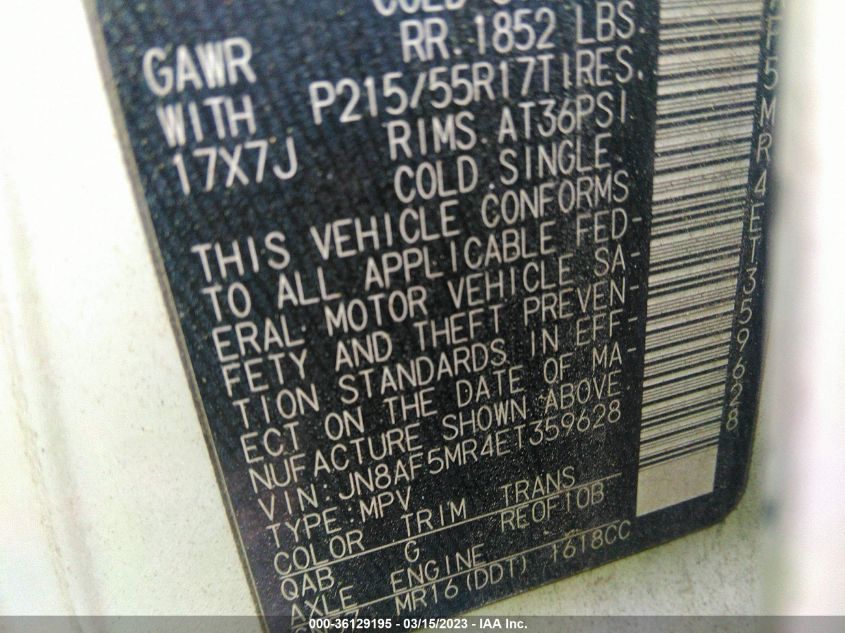 COLD
RR. 1852 LBS.
GAWR
WITH P215/55R17TIRES.
17X7J RIMS. AT36PSI.
COLD. SINGLE.
THIS VEHICLE CONFORMS
TO ALL APPLICABLE FED-
ERAL MOTOR VEHICLE SA-
FETY AND THEFT PREVEN-
TION STANDARDS IN EFF-
ECT ON THE DATE OF MA-
NUFACTURE SHOWN ABOVE
VIN:JN8AF5MR4ET359628
TYPE:MPV
COLOR TRIM TRANS
QAB G RE0F10B
AXLE ENGINE
MR16(DDT) 1618CC
F5MR4ET359628
000-36129195 - 03/15/2023 - IAA Inc.